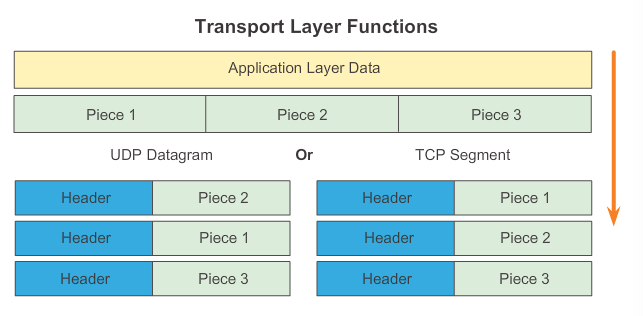 Transport Layer Functions
Application Layer Data
Piece 1 Piece 2 Piece 3
UDP Datagram Or TCP Segment
Header Piece 2 Header Piece 1
Header Piece 1 Header Piece 2
Header Piece 3 Header Piece 3